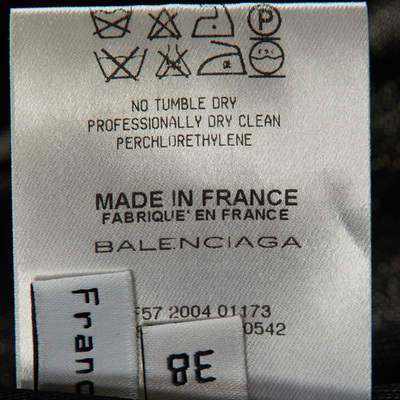 P
NO TUMBLE DRY
PROFESSIONALLY DRY CLEAN
PERCHLORETHYLENE
MADE IN FRANCE
FABRIQUE' EN FRANCE
BALENCIAGA
57 2004 01173
0542
Franc
38